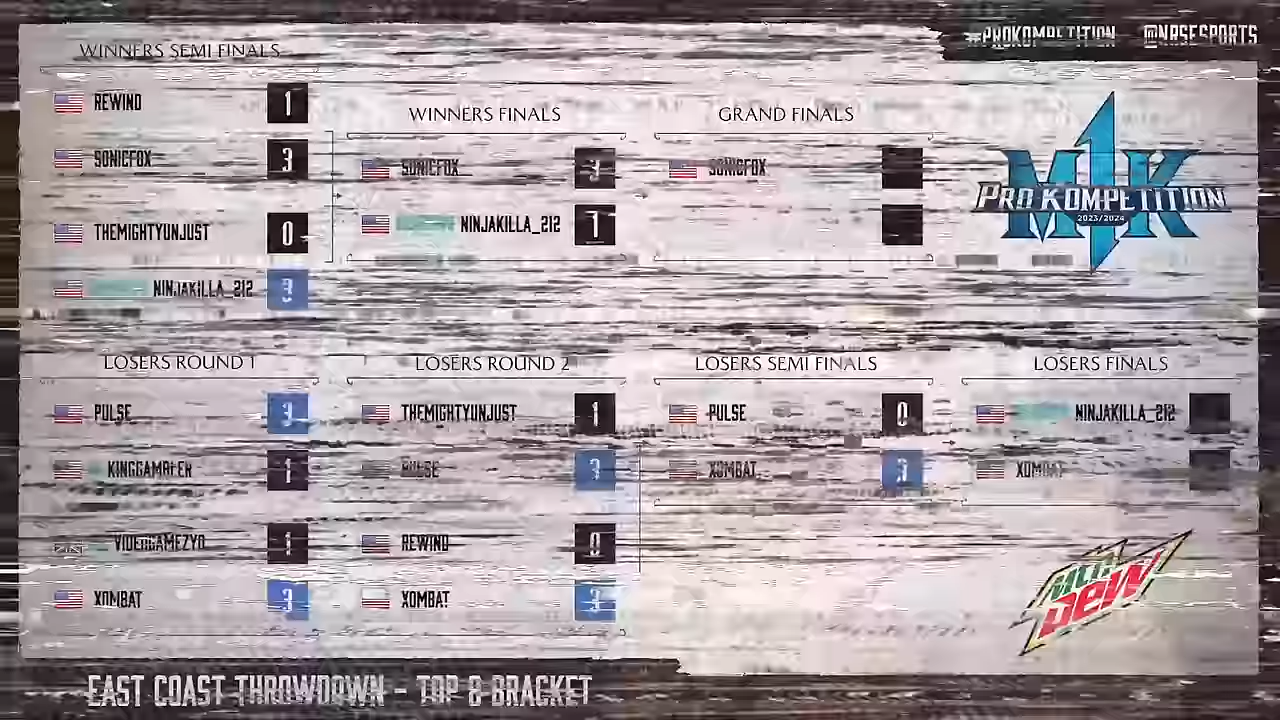 #PROKOMPETITION @NRSESPORTS
WINNERS SEMI FINALS
REWIND 1
SONICFOX 3
THEMIGHTYUNJUST 0
NINJAKILLA_212 3
WINNERS FINALS
SONICFOX 3
NINJAKILLA_212 1
GRAND FINALS
SONICFOX
MK1
PRO KOMPETITION
2023/2024
LOSERS ROUND 1
PULSE 3
KINGGAMBLER 1
VIDEOGAMEZYO 1
XOMBAT 3
LOSERS ROUND 2
THEMIGHTYUNJUST 1
PULSE 3
REWIND 0
XOMBAT 3
LOSERS SEMI FINALS
PULSE 0
XOMBAT 3
LOSERS FINALS
NINJAKILLA_212
XOMBAT
MTN
DEW
EAST COAST THROWDOWN - TOP 8 BRACKET